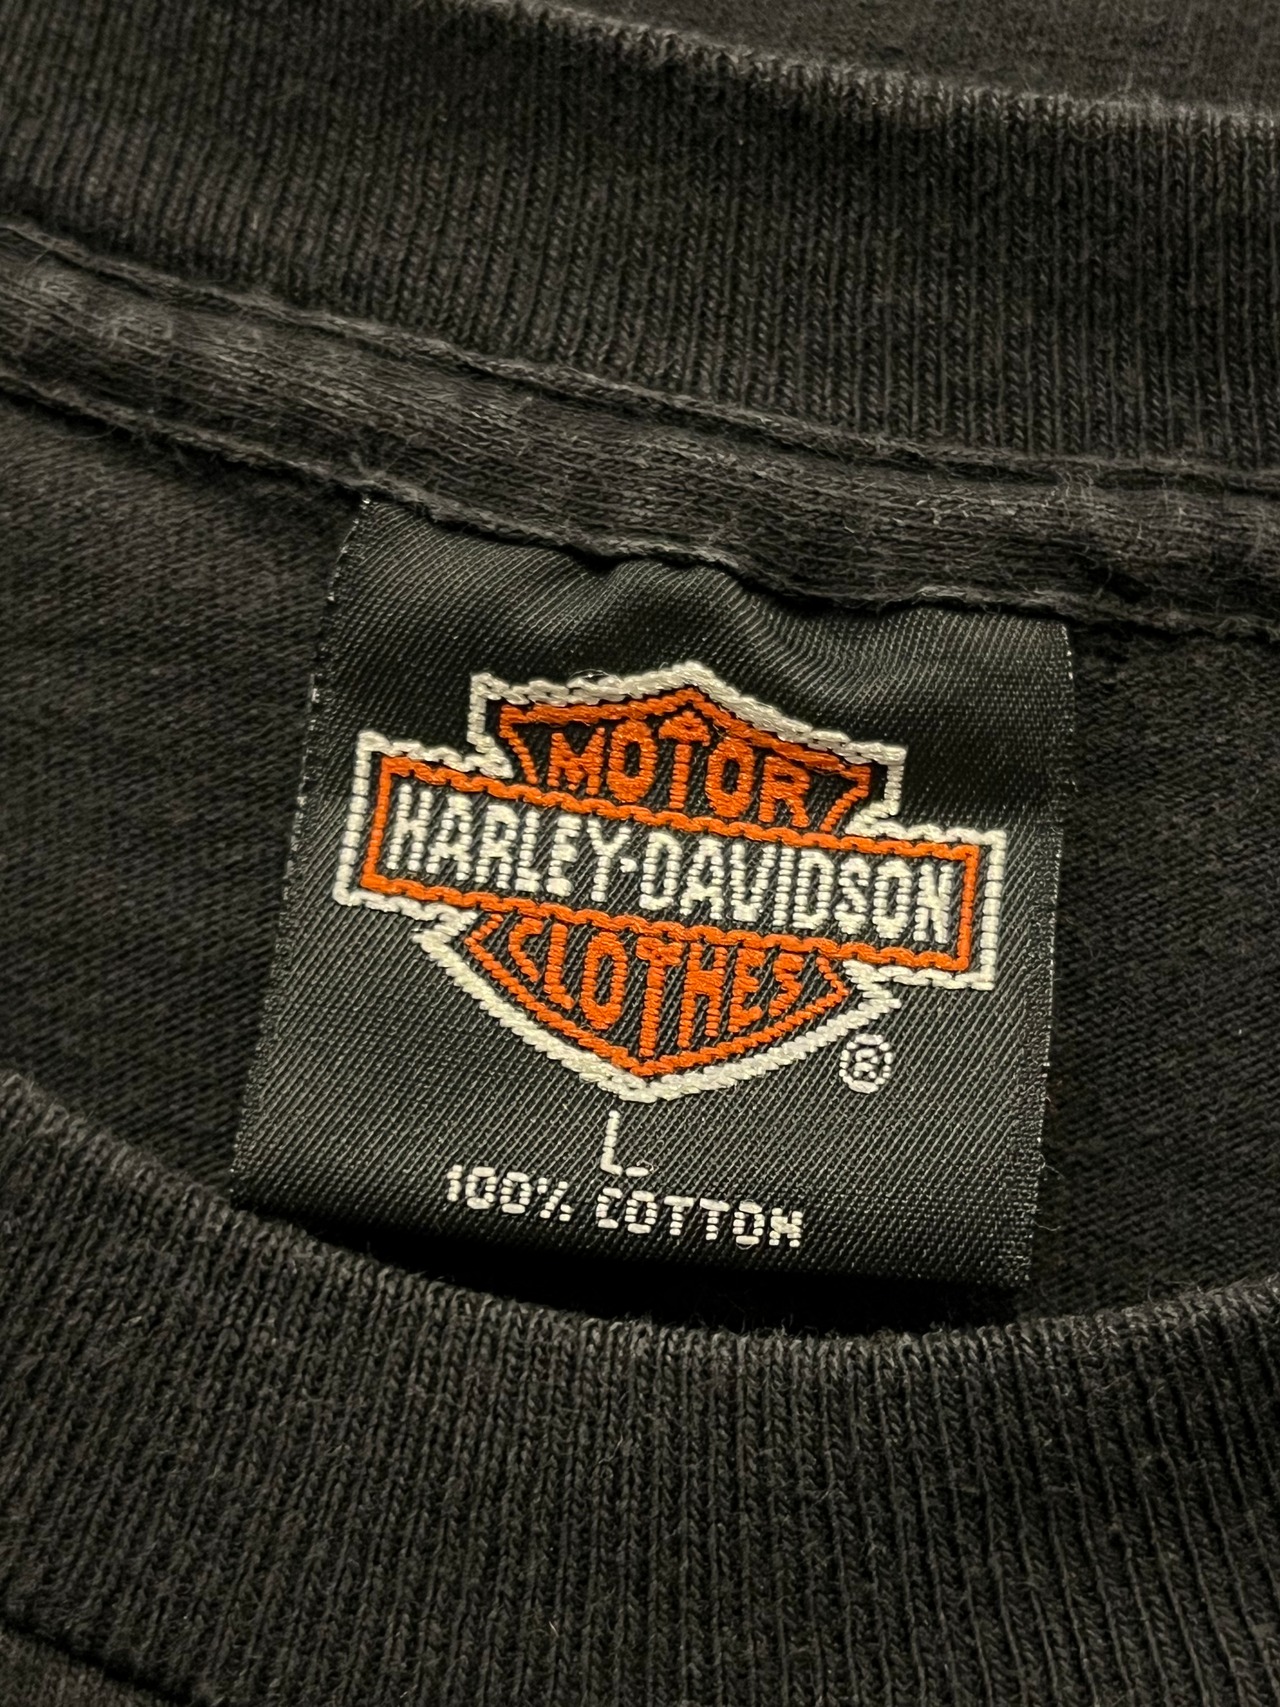 MOTOR
HARLEY-DAVIDSON
CLOTHES
®
L
100% COTTON